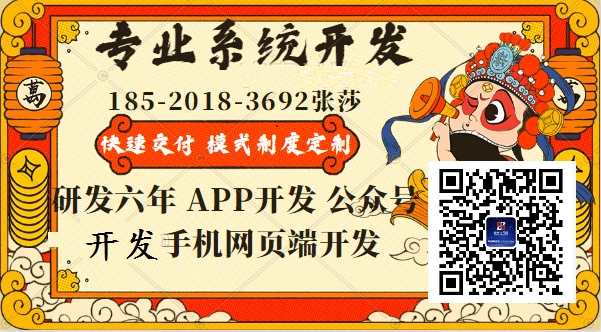 专业系统开发
185-2018-3692张莎
快速交付 模式制度定制
研发六年 APP开发 公众号
开发手机网页端开发
萬